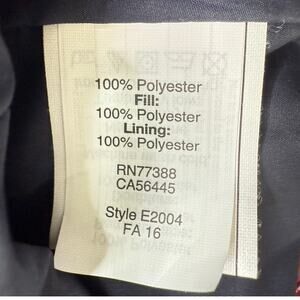 100% Polyester
Fill:
100% Polyester
Lining:
100% Polyester
RN77388
CA56445
Style E2004
FA 16